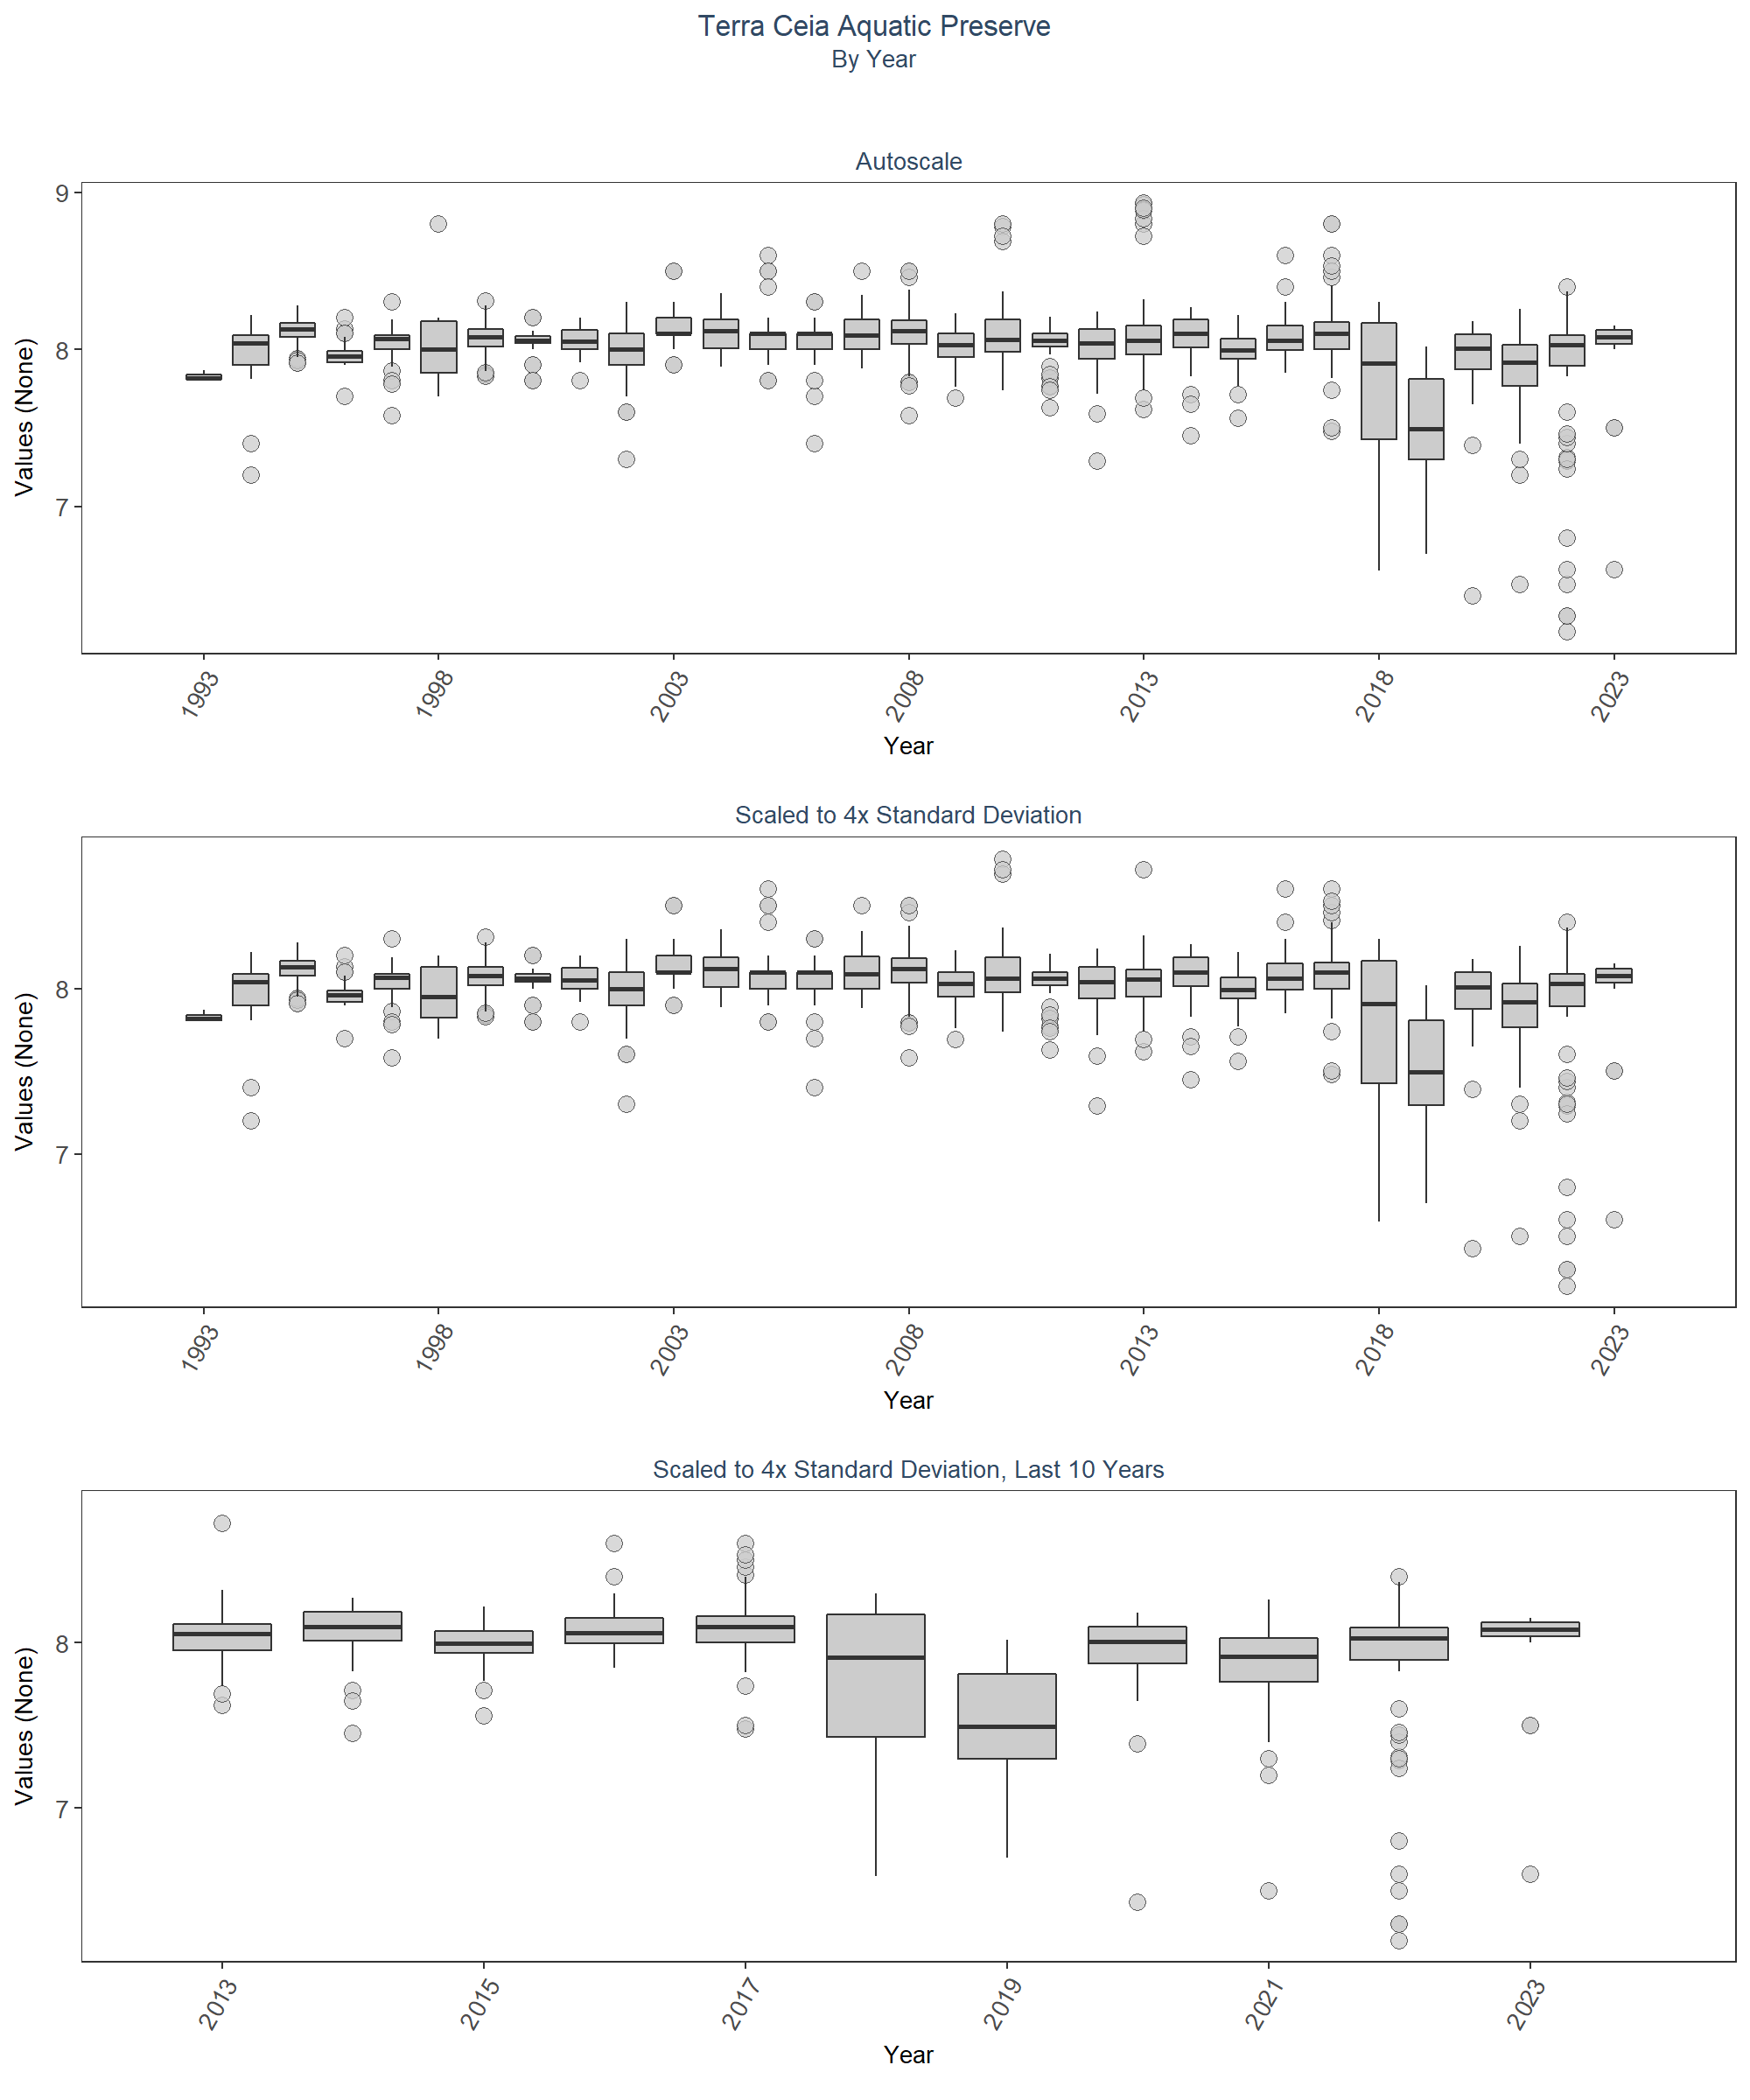 Terra Ceia Aquatic Preserve
By Year
Autoscale
Values (None)
9
8
7
1993 1998 2003 2008 2013 2018 2023
Year
Scaled to 4x Standard Deviation
Values (None)
8
7
1993 1998 2003 2008 2013 2018 2023
Year
Scaled to 4x Standard Deviation, Last 10 Years
Values (None)
8
7
2013 2015 2017 2019 2021 2023
Year